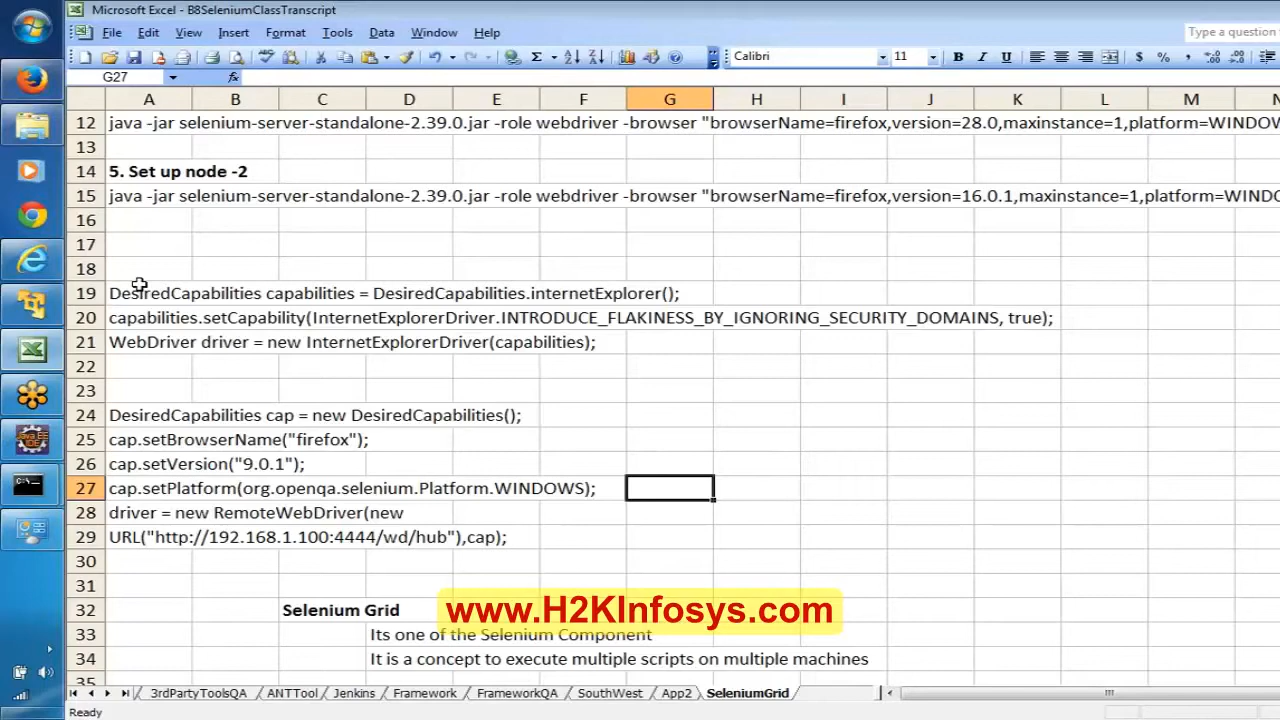 Microsoft Excel - B8SeleniumClassTranscript
File Edit View Insert Format Tools Data Window Help
Type a question
Calibri 11 B I U $ % ,
G27 fx
A B C D E F G H I J K L M
12 java -jar selenium-server-standalone-2.39.0.jar -role webdriver -browser "browserName=firefox,version=28.0,maxinstance=1,platform=WINDOW
13
14 5. Set up node -2
15 java -jar selenium-server-standalone-2.39.0.jar -role webdriver -browser "browserName=firefox,version=16.0.1,maxinstance=1,platform=WINDO
16
17
18
19 DesiredCapabilities capabilities = DesiredCapabilities.internetExplorer();
20 capabilities.setCapability(InternetExplorerDriver.INTRODUCE_FLAKINESS_BY_IGNORING_SECURITY_DOMAINS, true);
21 WebDriver driver = new InternetExplorerDriver(capabilities);
22
23
24 DesiredCapabilities cap = new DesiredCapabilities();
25 cap.setBrowserName("firefox");
26 cap.setVersion("9.0.1");
27 cap.setPlatform(org.openqa.selenium.Platform.WINDOWS);
28 driver = new RemoteWebDriver(new
29 URL("http://192.168.1.100:4444/wd/hub"),cap);
30
31
32 Selenium Grid
www.H2KInfosys.com
33 Its one of the Selenium Component
34 It is a concept to execute multiple scripts on multiple machines
35
3rdPartyToolsQA ANTTool Jenkins Framework FrameworkQA SouthWest App2 SeleniumGrid
Ready